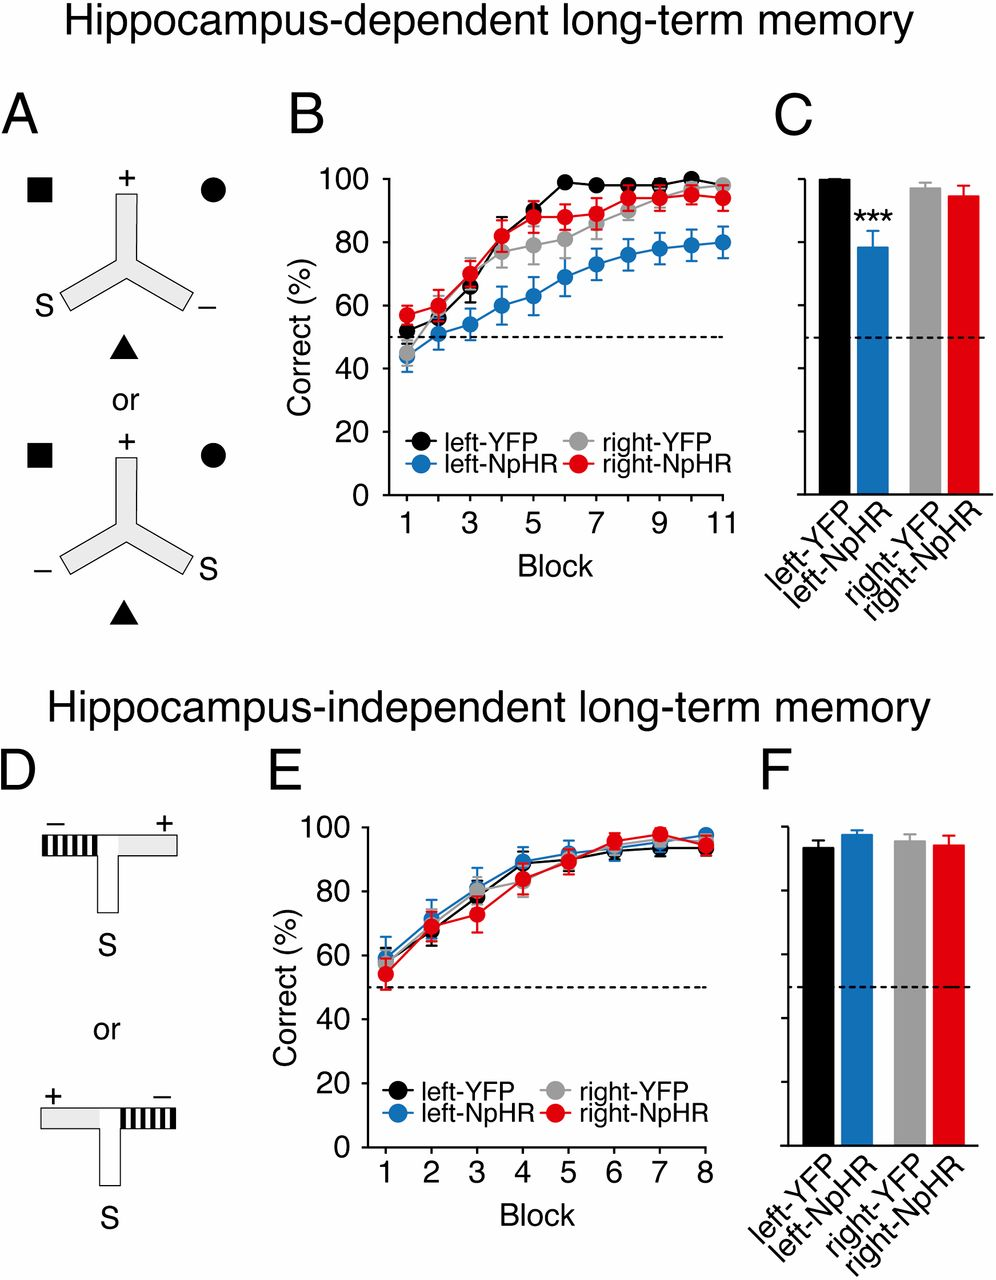 Hippocampus-dependent long-term memory
A
B
C
+
S
–
or
+
–
S
100
80
60
40
20
0
Correct (%)
1 3 5 7 9 11
Block
left-YFP right-YFP
left-NpHR right-NpHR
***
left-YFP
left-NpHR
right-YFP
right-NpHR
Hippocampus-independent long-term memory
D
E
F
– +
S
or
+ –
S
100
80
60
40
20
0
Correct (%)
1 2 3 4 5 6 7 8
Block
left-YFP right-YFP
left-NpHR right-NpHR
left-YFP
left-NpHR
right-YFP
right-NpHR